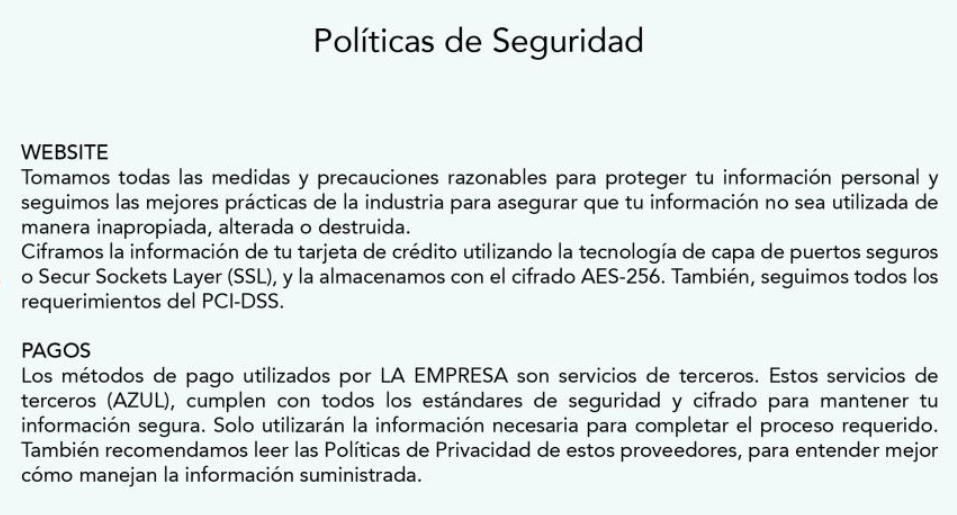 Políticas de Seguridad
WEBSITE
Tomamos todas las medidas y precauciones razonables para proteger tu información personal y
seguimos las mejores prácticas de la industria para asegurar que tu información no sea utilizada de
manera inapropiada, alterada o destruida.
Ciframos la información de tu tarjeta de crédito utilizando la tecnología de capa de puertos seguros
o Secur Sockets Layer (SSL), y la almacenamos con el cifrado AES-256. También, seguimos todos los
requerimientos del PCI-DSS.
PAGOS
Los métodos de pago utilizados por LA EMPRESA son servicios de terceros. Estos servicios de
terceros (AZUL), cumplen con todos los estándares de seguridad y cifrado para mantener tu
información segura. Solo utilizarán la información necesaria para completar el proceso requerido.
También recomendamos leer las Políticas de Privacidad de estos proveedores, para entender mejor
cómo manejan la información suministrada.